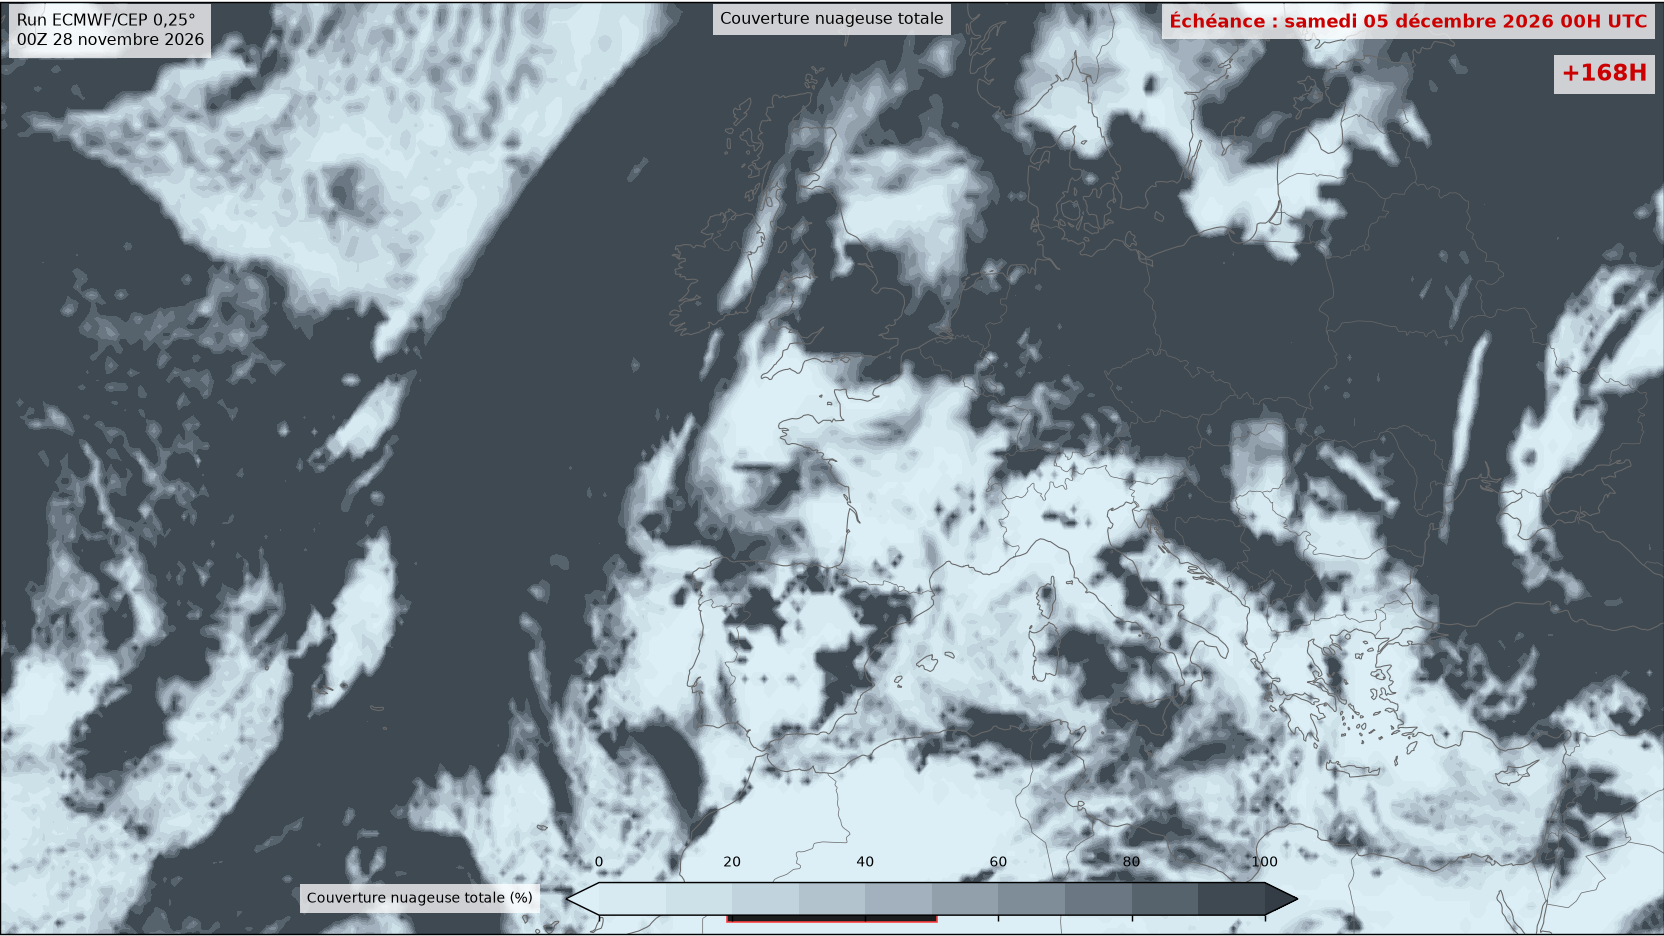 Run ECMWF/CEP 0,25°
00Z 28 novembre 2026
Couverture nuageuse totale
Échéance : samedi 05 décembre 2026 00H UTC
+168H
0 20 40 60 80 100
Couverture nuageuse totale (%)